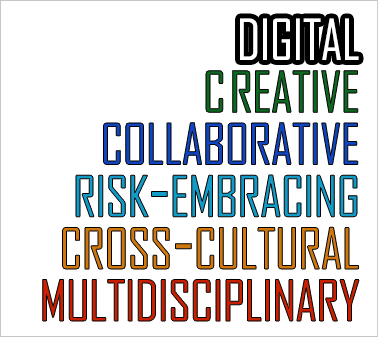 DIGITAL
CREATIVE
COLLABORATIVE
RISK-EMBRACING
CROSS-CULTURAL
MULTIDISCIPLINARY